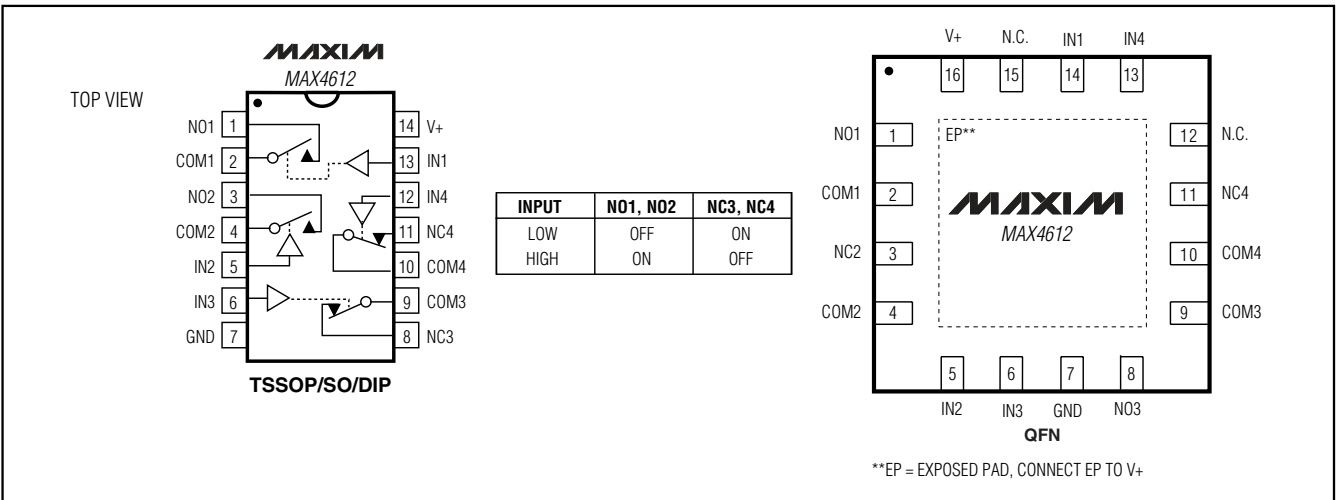 TOP VIEW
MAXIM
MAX4612
NO1 1
COM1 2
NO2 3
COM2 4
IN2 5
IN3 6
GND 7
14 V+
13 IN1
12 IN4
11 NC4
10 COM4
9 COM3
8 NC3
TSSOP/SO/DIP
INPUT NO1, NO2 NC3, NC4
LOW OFF ON
HIGH ON OFF
V+ N.C. IN1 IN4
16 15 14 13
NO1 1
COM1 2
NC2 3
COM2 4
EP**
MAXIM
MAX4612
12 N.C.
11 NC4
10 COM4
9 COM3
5 6 7 8
IN2 IN3 GND NO3
QFN
**EP = EXPOSED PAD, CONNECT EP TO V+